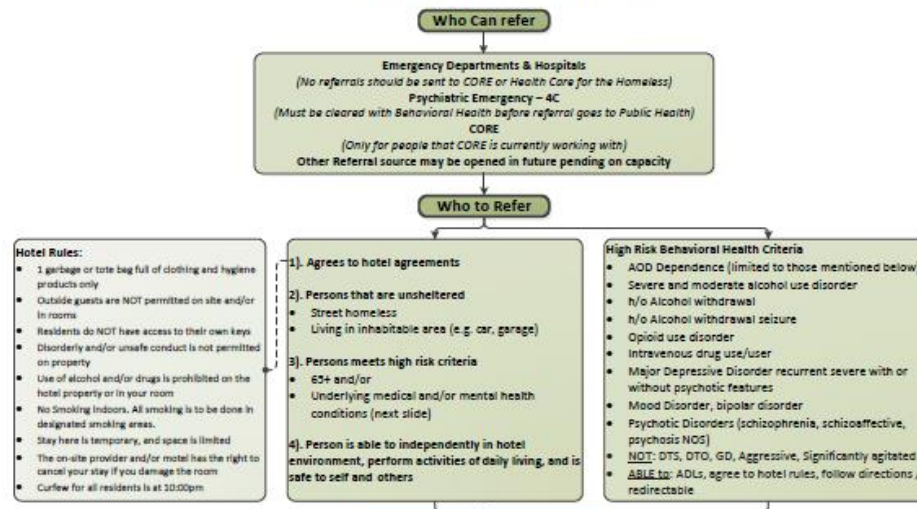 Who Can refer
Emergency Departments & Hospitals
(No referrals should be sent to CORE or Health Care for the Homeless)
Psychiatric Emergency – 4C
(Must be cleared with Behavioral Health before referral goes to Public Health)
CORE
(Only for people that CORE is currently working with)
Other Referral source may be opened in future pending on capacity
Who to Refer
Hotel Rules:
• 1 garbage or tote bag full of clothing and hygiene
products only
• Outside guests are NOT permitted on site and/or
in rooms
• Residents do NOT have access to their own keys
• Disorderly and/or unsafe conduct is not permitted
on property
• Use of alcohol and/or drugs is prohibited on the
hotel property or in your room
• No Smoking indoors. All smoking is to be done in
designated smoking areas.
• Stay here is temporary, and space is limited
• The on-site provider and/or motel has the right to
cancel your stay if you damage the room
• Curfew for all residents is at 10:00pm
1). Agrees to hotel agreements
2). Persons that are unsheltered
• Street homeless
• Living in inhabitable area (e.g. car, garage)
3). Persons meets high risk criteria
• 65+ and/or
• Underlying medical and/or mental health
conditions (next slide)
4). Person is able to independently in hotel
environment, perform activities of daily living, and is
safe to self and others
High Risk Behavioral Health Criteria
• AOD Dependence (limited to those mentioned below)
• Severe and moderate alcohol use disorder
• h/o Alcohol withdrawal
• h/o Alcohol withdrawal seizure
• Opioid use disorder
• Intravenous drug use/user
• Major Depressive Disorder recurrent severe with or
without psychotic features
• Mood Disorder, bipolar disorder
• Psychotic Disorders (schizophrenia, schizoaffective,
psychosis NOS)
• NOT: DTS, DTO, GD, Aggressive, Significantly agitated
• ABLE to: ADLs, agree to hotel rules, follow directions /
redirectable